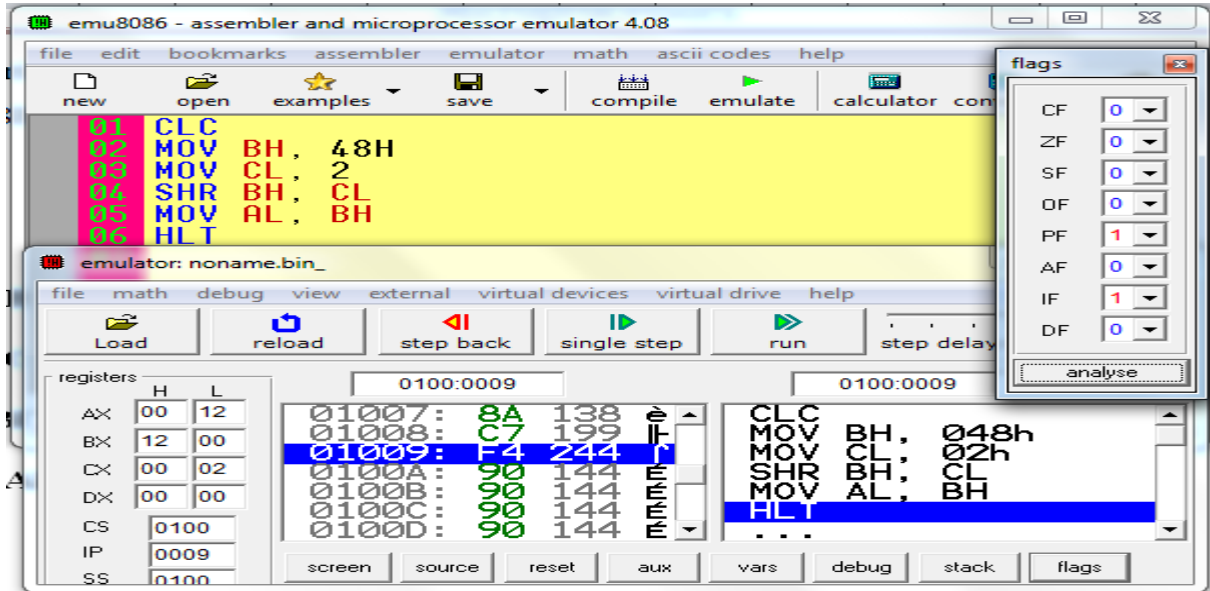 emu8086 - assembler and microprocessor emulator 4.08
file edit bookmarks assembler emulator math ascii codes help
new open examples save compile emulate calculator con
01 CLC
02 MOV BH, 48H
03 MOV CL, 2
04 SHR BH, CL
05 MOV AL, BH
06 HLT
flags
CF 0
ZF 0
SF 0
OF 0
PF 1
AF 0
IF 1
DF 0
analyse
emulator: noname.bin_
file math debug view external virtual devices virtual drive help
Load reload step back single step run step delay
registers
H L
AX 00 12
BX 12 00
CX 00 02
DX 00 00
CS 0100
IP 0009
SS 0100
0100:0009
01007: 8A 138 è
01008: C7 199 ╟
01009: F4 244 ⌠
0100A: 90 144 É
0100B: 90 144 É
0100C: 90 144 É
0100D: 90 144 É
0100:0009
CLC
MOV BH, 048h
MOV CL, 02h
SHR BH, CL
MOV AL, BH
HLT
...
screen source reset aux vars debug stack flags